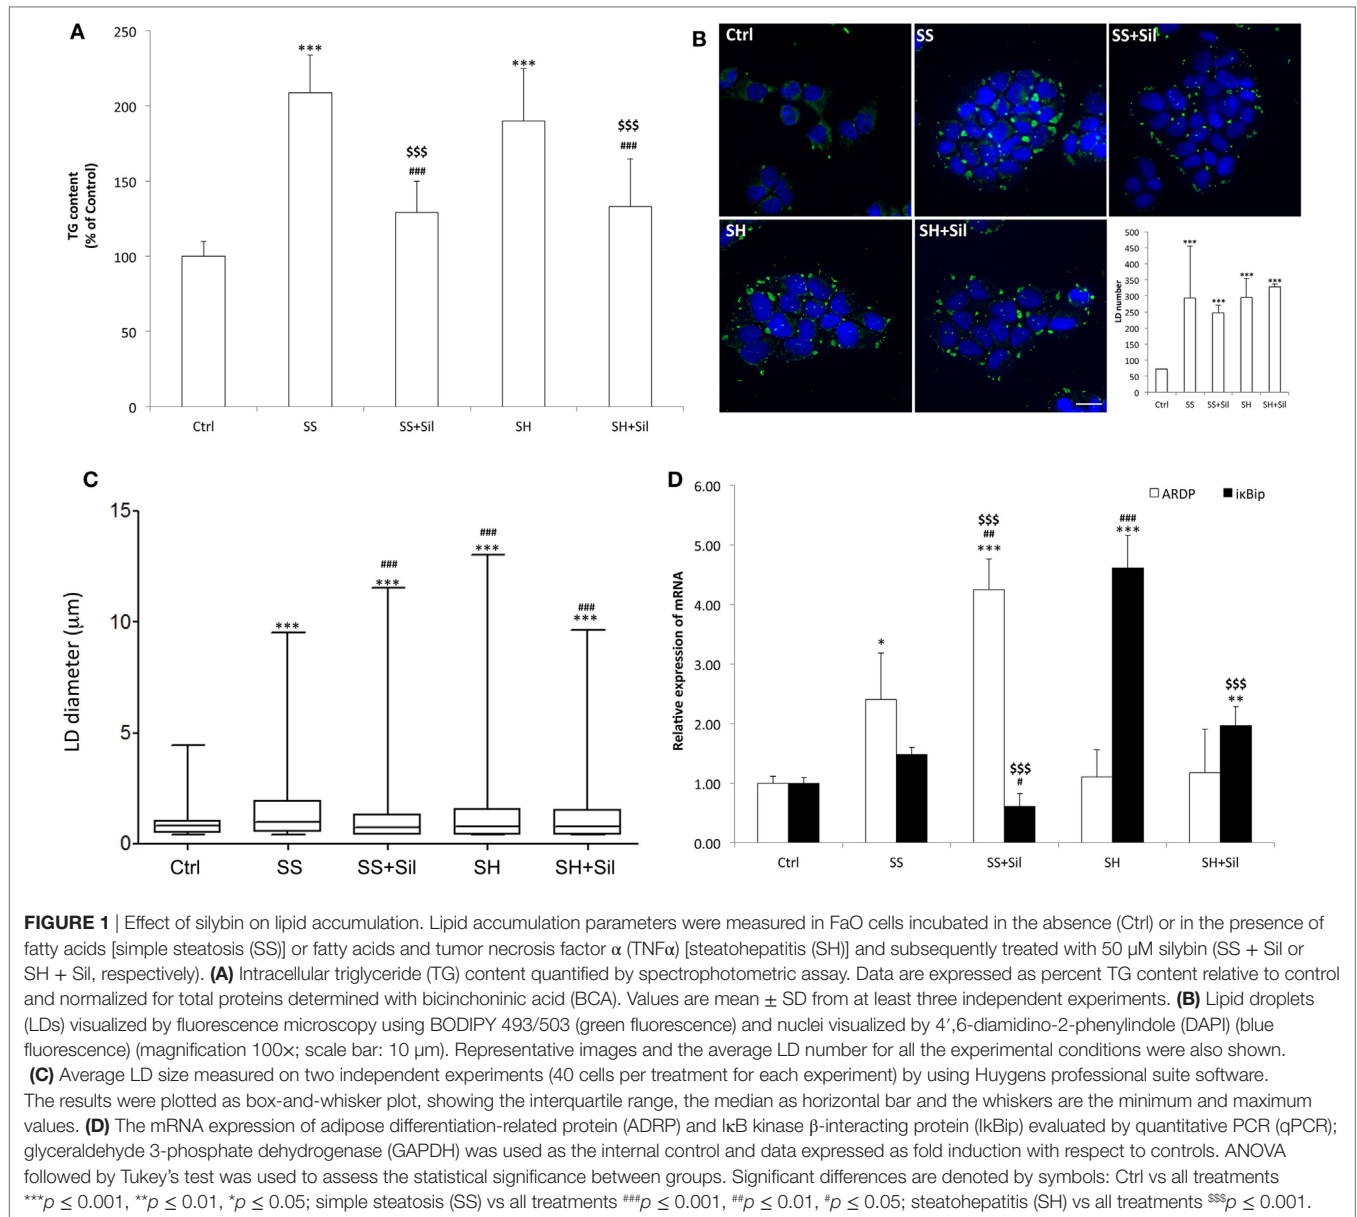 A
250
200
150
100
50
0
TG content
(% of Control)
***
$$$
###
***
$$$
###
Ctrl
SS
SS+Sil
SH
SH+Sil
B
Ctrl
SS
SS+Sil
SH
SH+Sil
500
450
400
350
300
250
200
150
100
50
0
LD number
***
***
***
***
Ctrl
SS
SS+Sil
SH
SH+Sil
C
15
10
5
0
LD diameter (μm)
***
###
***
###
***
###
***
Ctrl
SS
SS+Sil
SH
SH+Sil
D
6.00
5.00
4.00
3.00
2.00
1.00
0.00
Relative expression of mRNA
ARDP
iκBip
*
$$$
##
***
$$$
#
###
***
$$$
**
Ctrl
SS
SS+Sil
SH
SH+Sil
FIGURE 1 | Effect of silybin on lipid accumulation. Lipid accumulation parameters were measured in FaO cells incubated in the absence (Ctrl) or in the presence of
fatty acids [simple steatosis (SS)] or fatty acids and tumor necrosis factor α (TNFα) [steatohepatitis (SH)] and subsequently treated with 50 μM silybin (SS + Sil or
SH + Sil, respectively). (A) Intracellular triglyceride (TG) content quantified by spectrophotometric assay. Data are expressed as percent TG content relative to control
and normalized for total proteins determined with bicinchoninic acid (BCA). Values are mean ± SD from at least three independent experiments. (B) Lipid droplets
(LDs) visualized by fluorescence microscopy using BODIPY 493/503 (green fluorescence) and nuclei visualized by 4′,6-diamidino-2-phenylindole (DAPI) (blue
fluorescence) (magnification 100×; scale bar: 10 μm). Representative images and the average LD number for all the experimental conditions were also shown.
(C) Average LD size measured on two independent experiments (40 cells per treatment for each experiment) by using Huygens professional suite software.
The results were plotted as box-and-whisker plot, showing the interquartile range, the median as horizontal bar and the whiskers are the minimum and maximum
values. (D) The mRNA expression of adipose differentiation-related protein (ADRP) and IκB kinase β-interacting protein (IkBip) evaluated by quantitative PCR (qPCR);
glyceraldehyde 3-phosphate dehydrogenase (GAPDH) was used as the internal control and data expressed as fold induction with respect to controls. ANOVA
followed by Tukey's test was used to assess the statistical significance between groups. Significant differences are denoted by symbols: Ctrl vs all treatments
***p ≤ 0.001, **p ≤ 0.01, *p ≤ 0.05; simple steatosis (SS) vs all treatments ###p ≤ 0.001, ##p ≤ 0.01, #p ≤ 0.05; steatohepatitis (SH) vs all treatments $$$p ≤ 0.001.